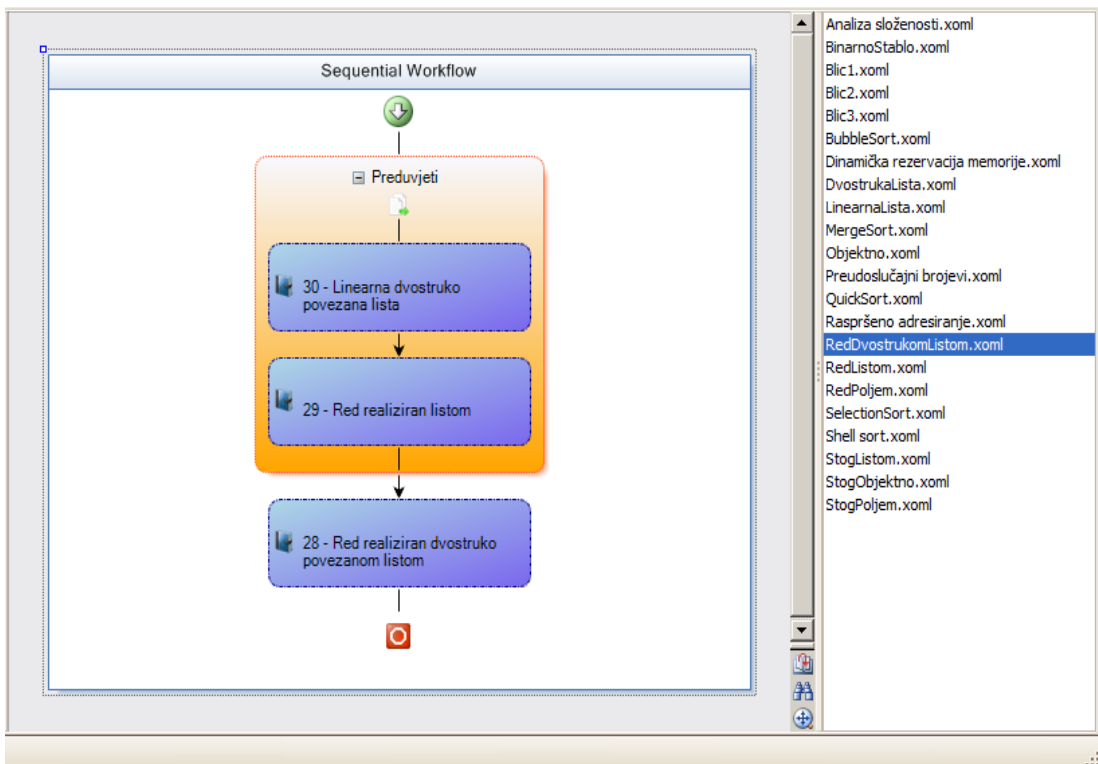 Sequential Workflow
Preduvjeti
30 - Linearna dvostruko
povezana lista
29 - Red realiziran listom
28 - Red realiziran dvostruko
povezanom listom
Analiza složenosti.xoml
BinarnoStablo.xoml
Blic1.xoml
Blic2.xoml
Blic3.xoml
BubbleSort.xoml
Dinamička rezervacija memorije.xoml
DvostrukaLista.xoml
LinearnaLista.xoml
MergeSort.xoml
Objektno.xoml
Preudoslučajni brojevi.xoml
QuickSort.xoml
Raspršeno adresiranje.xoml
RedDvostrukomListom.xoml
RedListom.xoml
RedPoljem.xoml
SelectionSort.xoml
Shell sort.xoml
StogListom.xoml
StogObjektno.xoml
StogPoljem.xoml